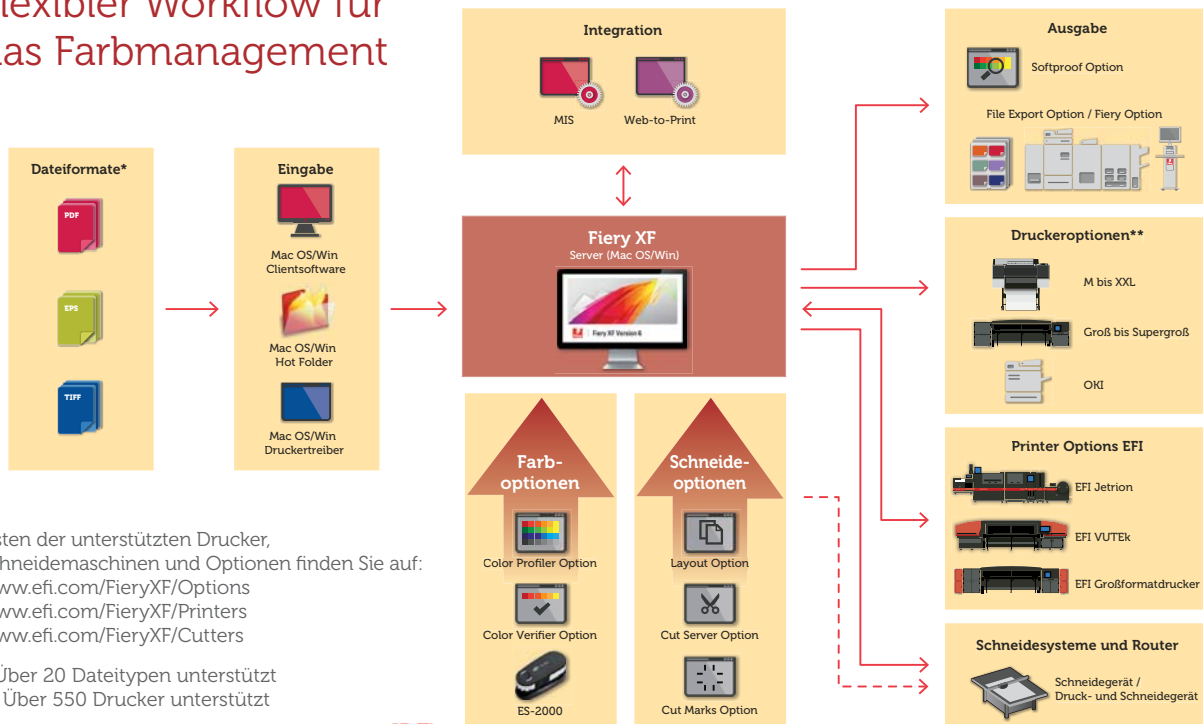 lexibler Workflow für
as Farbmanagement
Dateiformate*
PDF
EPS
TIFF
Eingabe
Mac OS/Win
Clientsoftware
Mac OS/Win
Hot Folder
Mac OS/Win
Druckertreiber
Integration
MIS
Web-to-Print
Fiery XF
Server (Mac OS/Win)
Fiery XF Version 6
Farb-
optionen
Color Profiler Option
Color Verifier Option
ES-2000
Schneide-
optionen
Layout Option
Cut Server Option
Cut Marks Option
Ausgabe
Softproof Option
File Export Option / Fiery Option
Druckeroptionen**
M bis XXL
Groß bis Supergroß
OKI
Printer Options EFI
EFI Jetrion
EFI VUTEk
EFI Großformatdrucker
Schneidesysteme und Router
Schneidegerät /
Druck- und Schneidegerät
sten der unterstützten Drucker,
hneidemaschinen und Optionen finden Sie auf:
ww.efi.com/FieryXF/Options
ww.efi.com/FieryXF/Printers
ww.efi.com/FieryXF/Cutters
Über 20 Dateitypen unterstützt
Über 550 Drucker unterstützt